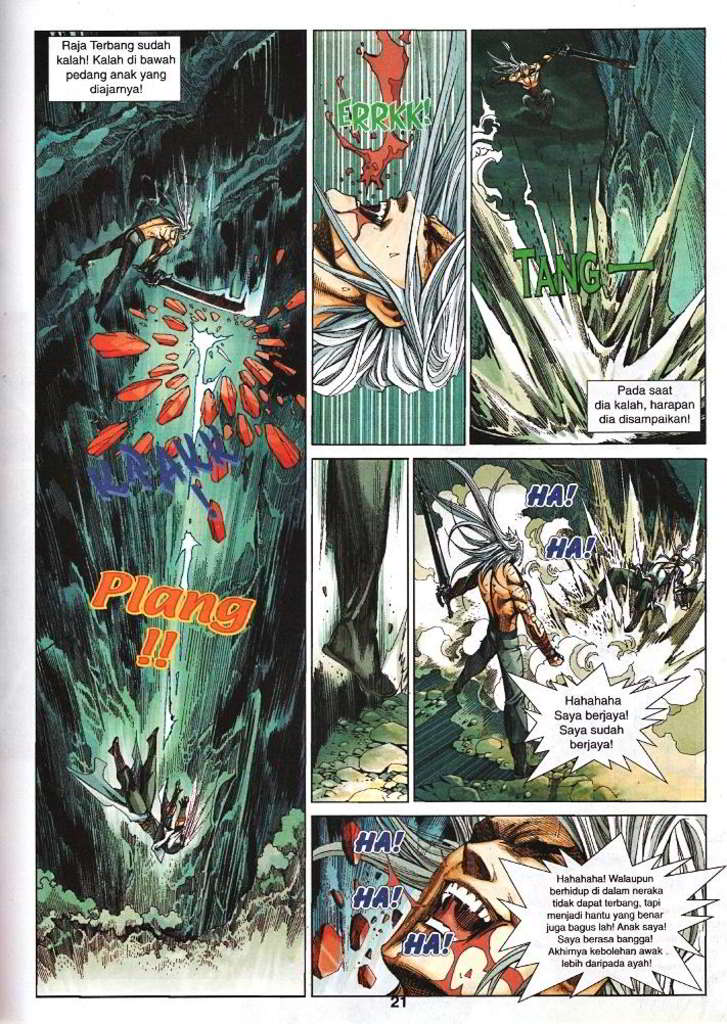 Raja Terbang sudah
kalah! Kalah di bawah
pedang anak yang
diajarnya!
KRAAKK!
Plang
!!
ERRKK!
TANG—
Pada saat
dia kalah, harapan
dia disampaikan!
HA!
HA!
Hahahaha
Saya berjaya!
Saya sudah
berjaya!
HA!
HA!
HA!
Hahahaha! Walaupun
berhidup di dalam neraka
tidak dapat terbang, tapi
menjadi hantu yang benar
juga bagus lah! Anak saya!
Saya berasa bangga!
Akhirnya kebolehan awak
lebih daripada ayah!
21